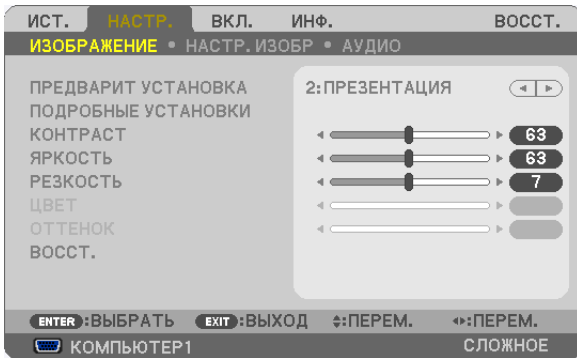 ИСТ. НАСТР. ВКЛ. ИНФ. ВОССТ.
ИЗОБРАЖЕНИЕ • НАСТР. ИЗОБР • АУДИО
ПРЕДВАРИТ УСТАНОВКА 2:ПРЕЗЕНТАЦИЯ
ПОДРОБНЫЕ УСТАНОВКИ
КОНТРАСТ 63
ЯРКОСТЬ 63
РЕЗКОСТЬ 7
ЦВЕТ
ОТТЕНОК
ВОССТ.
ENTER:ВЫБРАТЬ EXIT:ВЫХОД :ПЕРЕМ. :ПЕРЕМ.
КОМПЬЮТЕР1 СЛОЖНОЕ